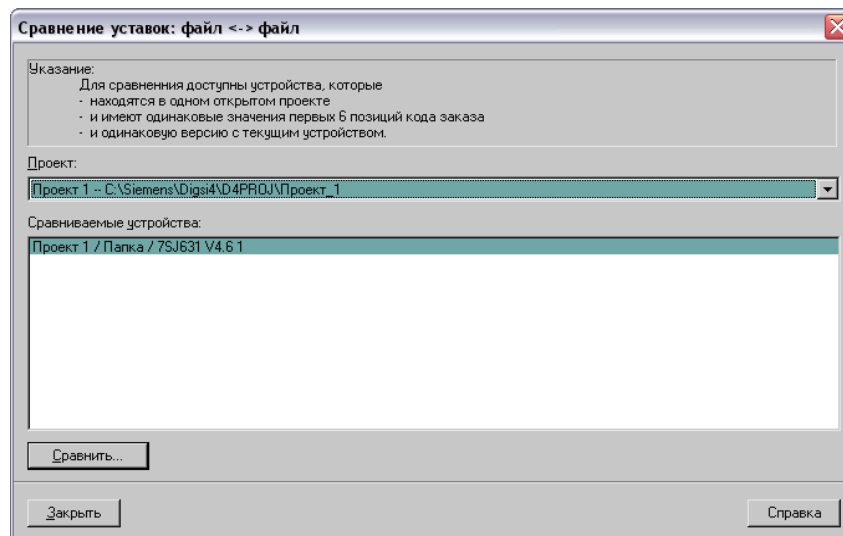 Сравнение уставок: файл <-> файл
Указание:
Для сравненния доступны устройства, которые
- находятся в одном открытом проекте
- и имеют одинаковые значения первых 6 позиций кода заказа
- и одинаковую версию с текущим устройством.
Проект:
Проект 1 -- C:\Siemens\Digsi4\D4PROJ\Проект_1
Сравниваемые устройства:
Проект 1 / Папка / 7SJ631 V4.6 1
Сравнить...
Закрыть
Справка